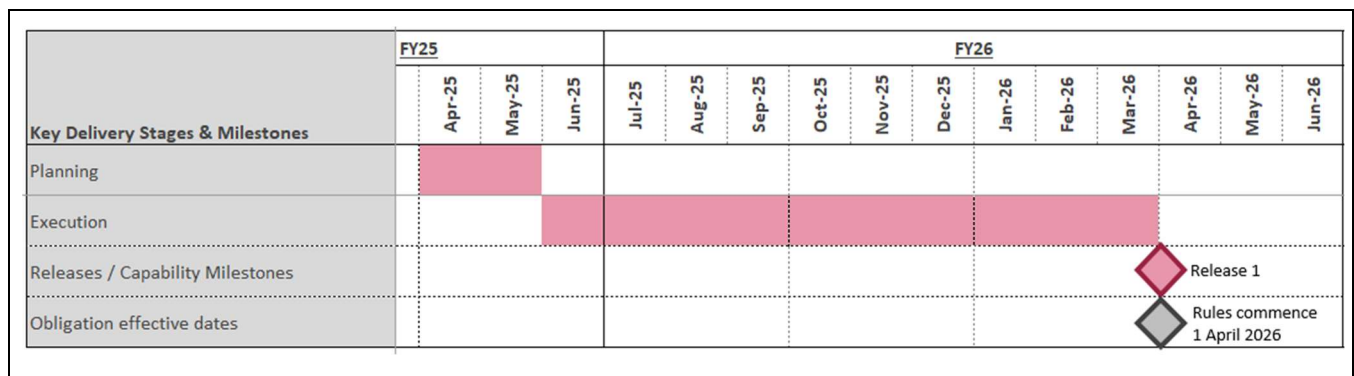 FY25
FY26
Key Delivery Stages & Milestones
Apr-25
May-25
Jun-25
Jul-25
Aug-25
Sep-25
Oct-25
Nov-25
Dec-25
Jan-26
Feb-26
Mar-26
Apr-26
May-26
Jun-26
Planning
Execution
Releases / Capability Milestones
Release 1
Obligation effective dates
Rules commence
1 April 2026